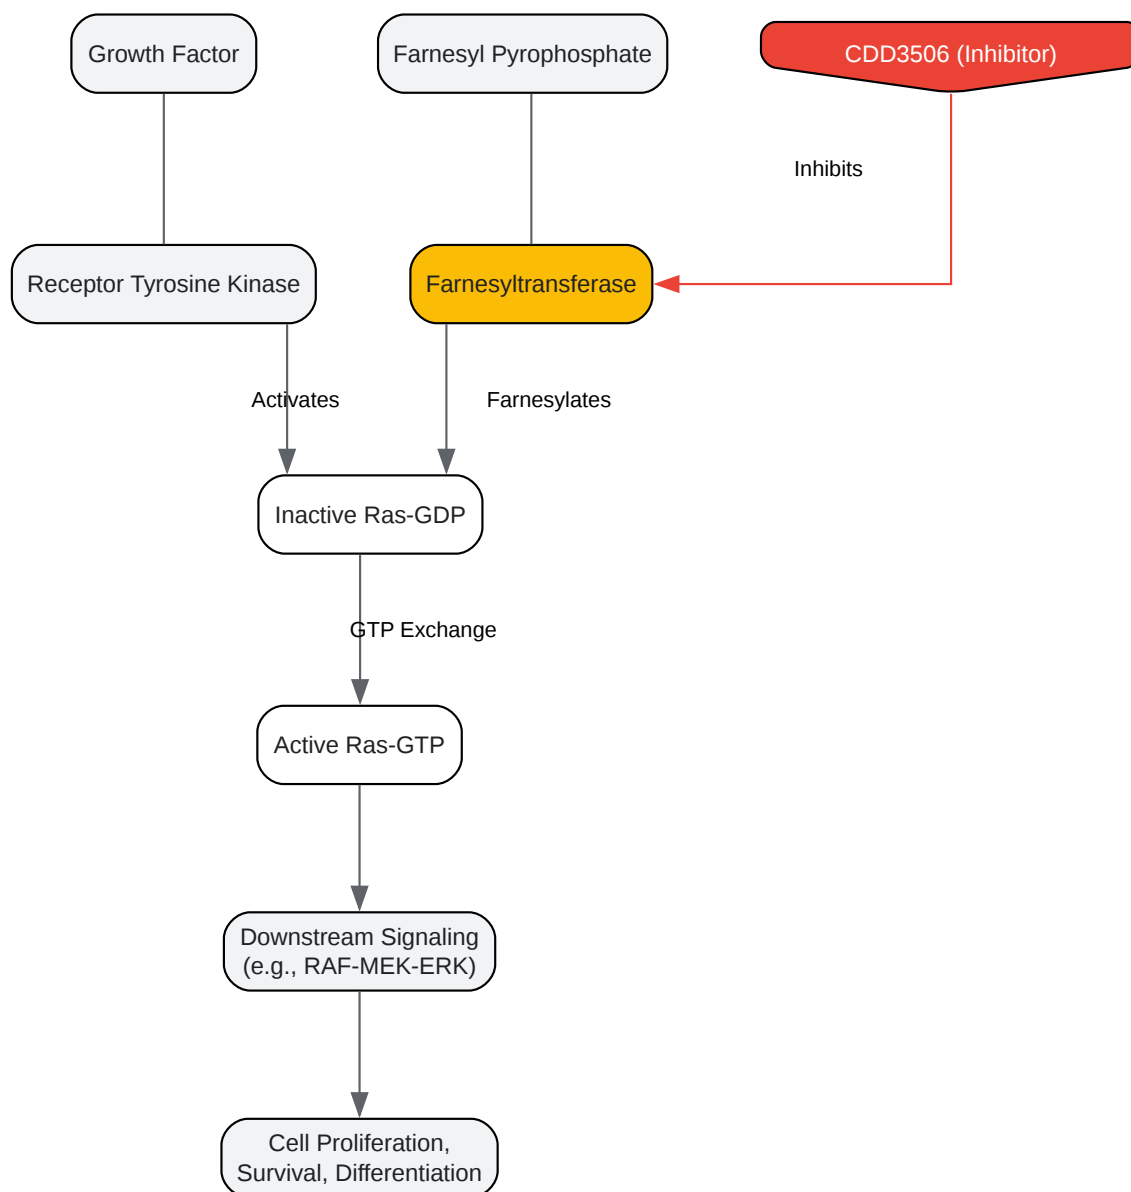 Growth Factor
Farnesyl Pyrophosphate
CDD3506 (Inhibitor)
Inhibits
Receptor Tyrosine Kinase
Farnesyltransferase
Activates
Farnesylates
Inactive Ras-GDP
GTP Exchange
Active Ras-GTP
Downstream Signaling
(e.g., RAF-MEK-ERK)
Cell Proliferation,
Survival, Differentiation